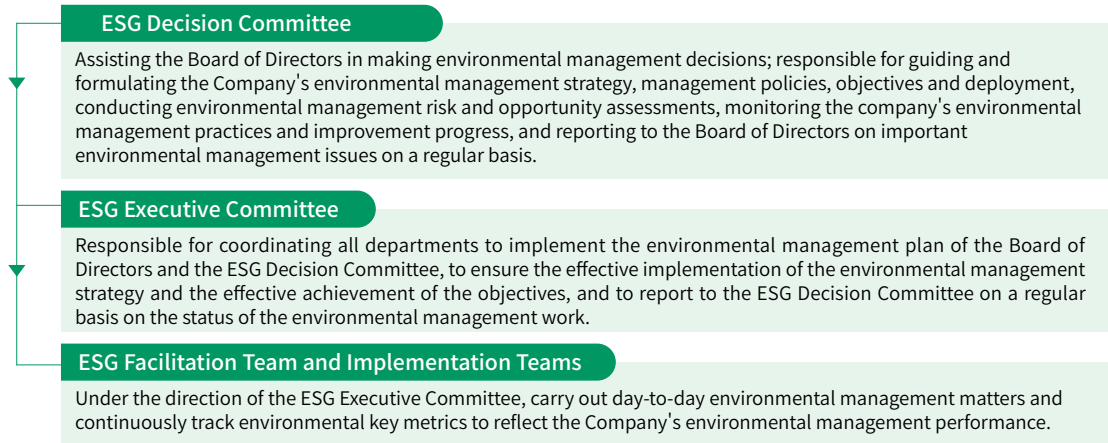 ESG Decision Committee
Assisting the Board of Directors in making environmental management decisions; responsible for guiding and
formulating the Company's environmental management strategy, management policies, objectives and deployment,
conducting environmental management risk and opportunity assessments, monitoring the company's environmental
management practices and improvement progress, and reporting to the Board of Directors on important
environmental management issues on a regular basis.
ESG Executive Committee
Responsible for coordinating all departments to implement the environmental management plan of the Board of
Directors and the ESG Decision Committee, to ensure the effective implementation of the environmental management
strategy and the effective achievement of the objectives, and to report to the ESG Decision Committee on a regular
basis on the status of the environmental management work.
ESG Facilitation Team and Implementation Teams
Under the direction of the ESG Executive Committee, carry out day-to-day environmental management matters and
continuously track environmental key metrics to reflect the Company's environmental management performance.